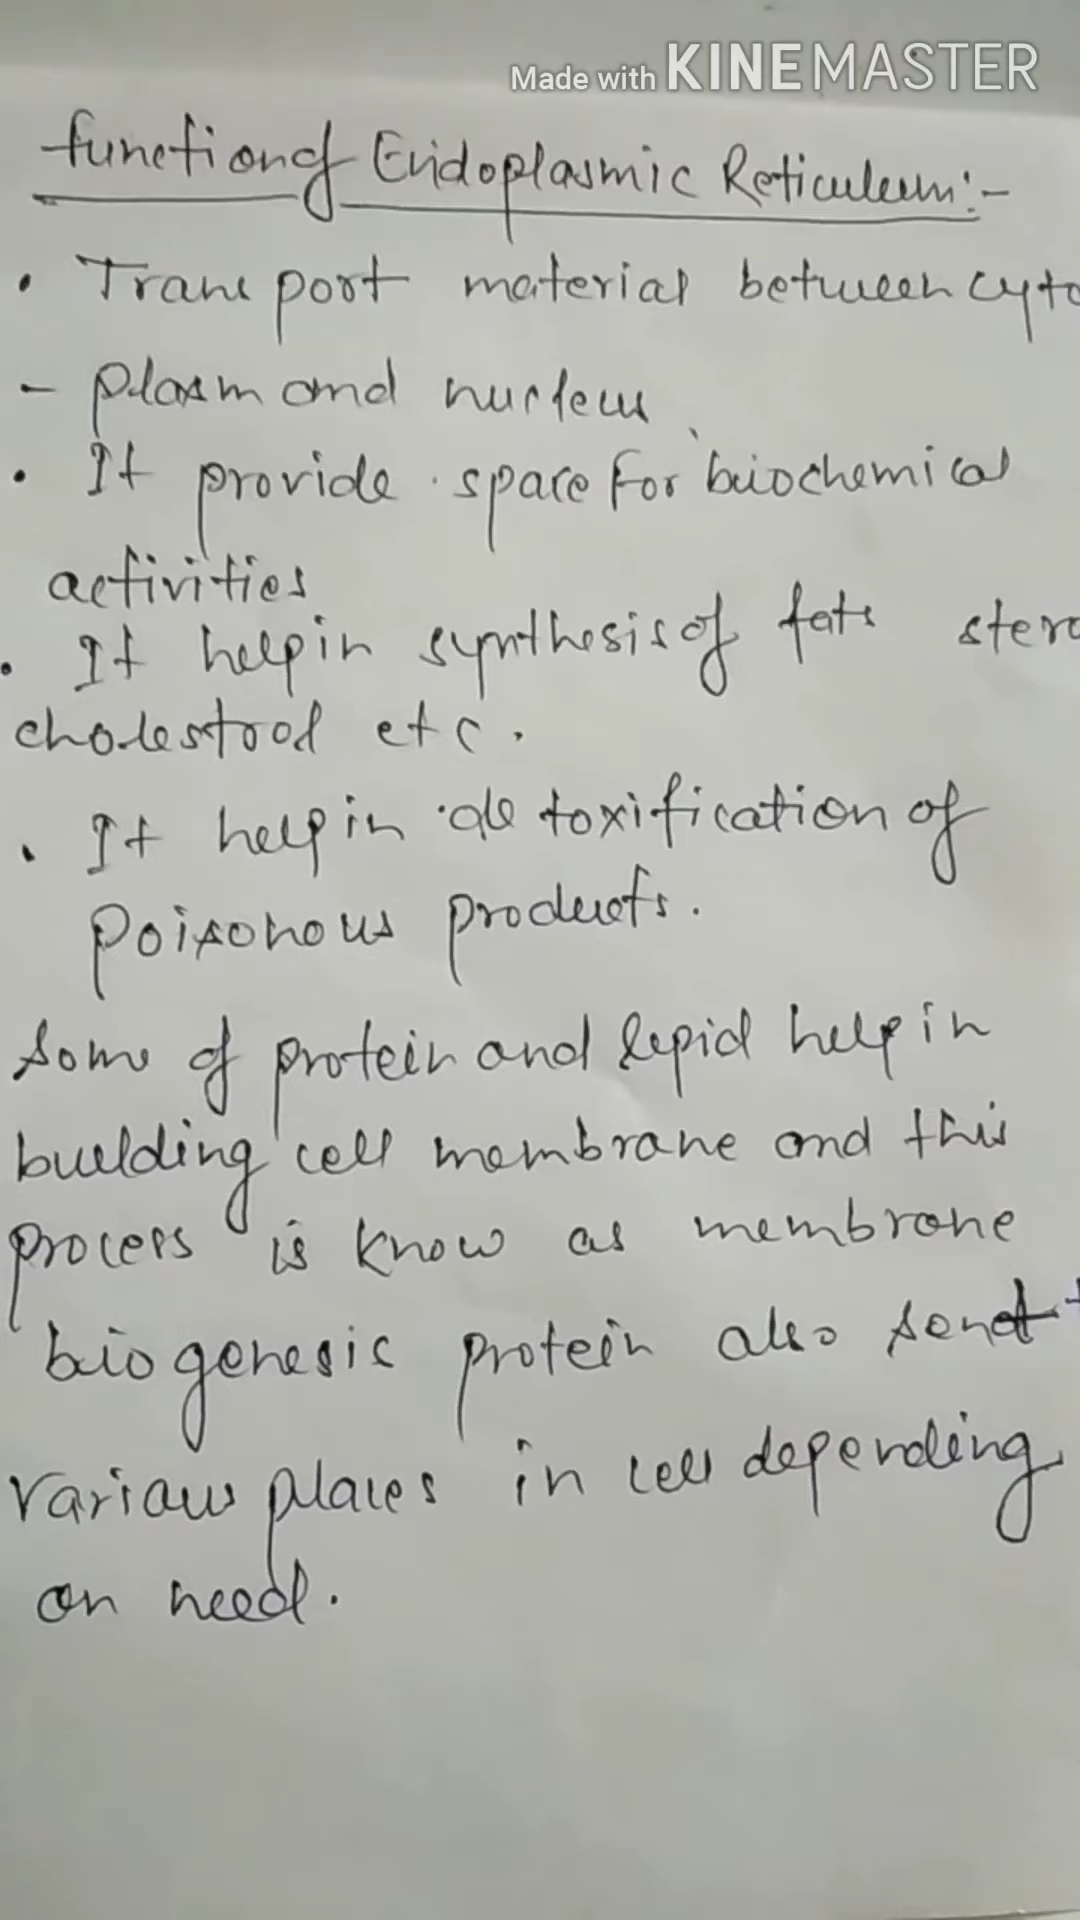 Made with KINEMASTER
function of Endoplasmic Reticulum:-
• Transport material between cyto
- plasm and nucleus
• It provide space for biochemical
activities
• It help in synthesis of fats stero
cholestrol etc.
• It help in detoxification of
poisonous products.
Some of protein and lepid help in
building cell membrane and this
process is know as membrane
biogenesis protein also send t
various places in cell depending
on need.